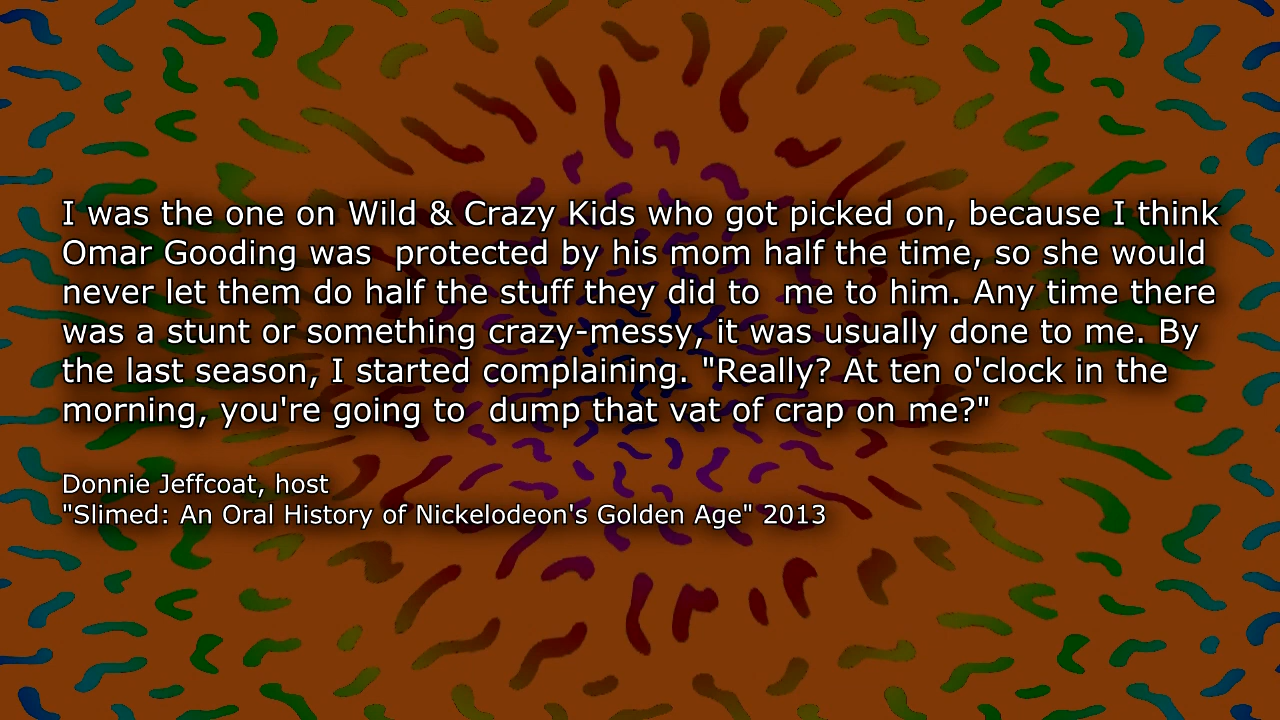 I was the one on Wild & Crazy Kids who got picked on, because I think
Omar Gooding was  protected by his mom half the time, so she would
never let them do half the stuff they did to  me to him. Any time there
was a stunt or something crazy-messy, it was usually done to me. By
the last season, I started complaining. "Really? At ten o'clock in the
morning, you're going to  dump that vat of crap on me?"
Donnie Jeffcoat, host
"Slimed: An Oral History of Nickelodeon's Golden Age" 2013